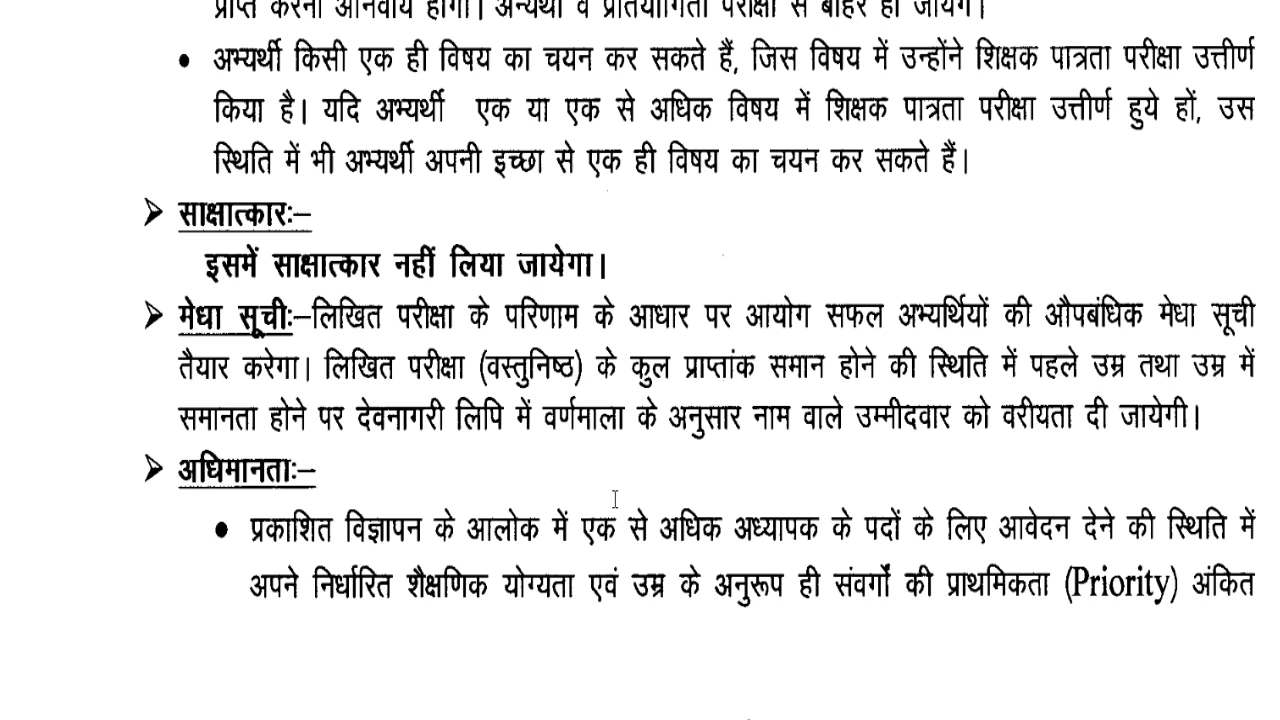 प्राप्त करना अनिवार्य होगा। अन्यथा वे प्रतियोगिता परीक्षा से बाहर हो जायेंगे।
• अभ्यर्थी किसी एक ही विषय का चयन कर सकते हैं, जिस विषय में उन्होंने शिक्षक पात्रता परीक्षा उत्तीर्ण
किया है। यदि अभ्यर्थी एक या एक से अधिक विषय में शिक्षक पात्रता परीक्षा उत्तीर्ण हुये हों, उस
स्थिति में भी अभ्यर्थी अपनी इच्छा से एक ही विषय का चयन कर सकते हैं।
➢ साक्षात्कारः–
इसमें साक्षात्कार नहीं लिया जायेगा।
➢ मेधा सूचीः–लिखित परीक्षा के परिणाम के आधार पर आयोग सफल अभ्यर्थियों की औपबंधिक मेधा सूची
तैयार करेगा। लिखित परीक्षा (वस्तुनिष्ठ) के कुल प्राप्तांक समान होने की स्थिति में पहले उम्र तथा उम्र में
समानता होने पर देवनागरी लिपि में वर्णमाला के अनुसार नाम वाले उम्मीदवार को वरीयता दी जायेगी।
➢ अधिमानताः–
• प्रकाशित विज्ञापन के आलोक में एक से अधिक अध्यापक के पदों के लिए आवेदन देने की स्थिति में
अपने निर्धारित शैक्षणिक योग्यता एवं उम्र के अनुरूप ही संवर्गों की प्राथमिकता (Priority) अंकित